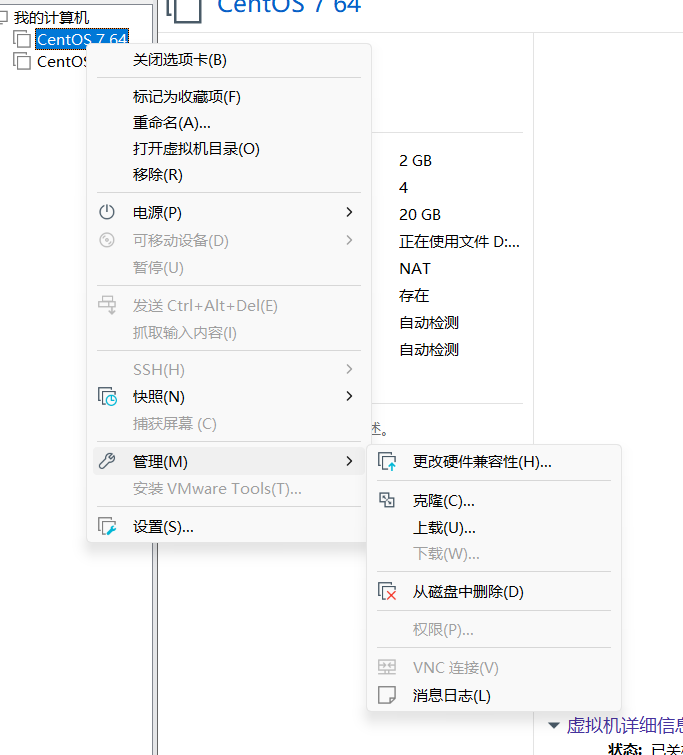 CentOS 7 64
我的计算机
CentOS 7 64
CentOS
关闭选项卡(B)
标记为收藏项(F)
重命名(A)...
打开虚拟机目录(O)
移除(R)
电源(P)
可移动设备(D)
暂停(U)
发送 Ctrl+Alt+Del(E)
抓取输入内容(I)
SSH(H)
快照(N)
捕获屏幕 (C)
管理(M)
安装 VMware Tools(T)...
设置(S)...
2 GB
4
20 GB
正在使用文件 D:...
NAT
存在
自动检测
自动检测
述。
更改硬件兼容性(H)...
克隆(C)...
上载(U)...
下载(W)...
从磁盘中删除(D)
权限(P)...
VNC 连接(V)
消息日志(L)
虚拟机详细信息
状态: 已关